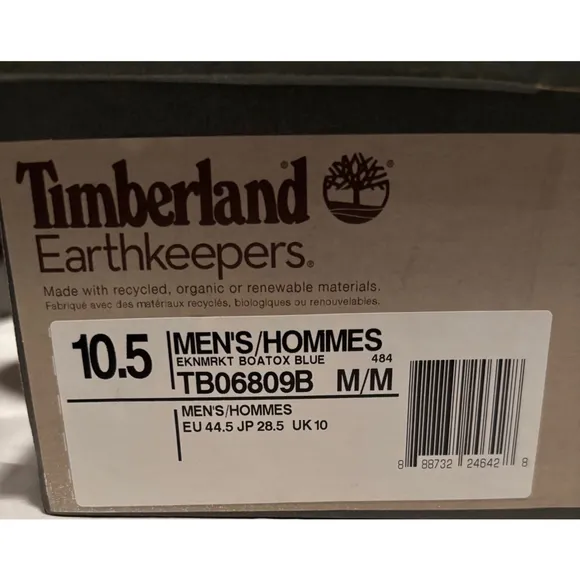 Timberland®
Earthkeepers®
Made with recycled, organic or renewable materials.
Fabriqué avec des matériaux recyclés, biologiques ou renouvelables.
10.5
MEN'S/HOMMES
EKNMRKT BOATOX BLUE 484
TB06809B M/M
MEN'S/HOMMES
EU 44.5 JP 28.5 UK 10
8 88732 24642 8